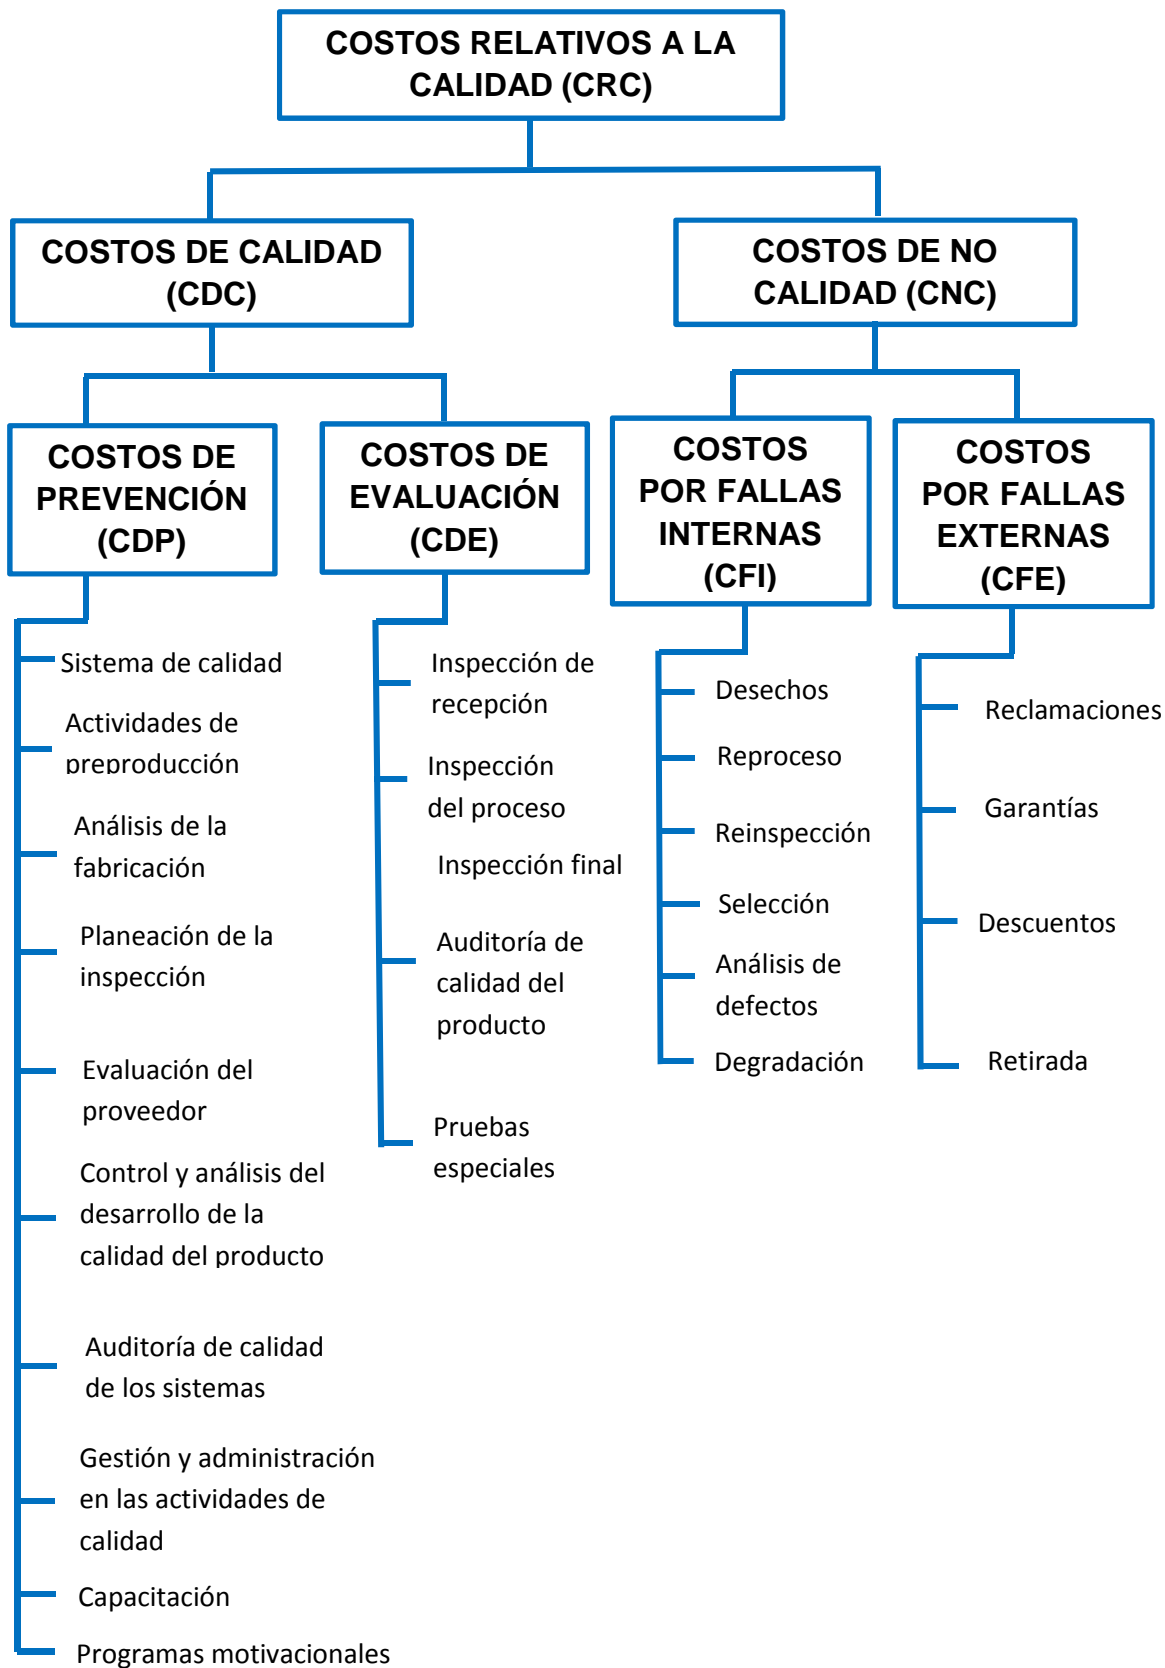 COSTOS RELATIVOS A LA
CALIDAD (CRC)
COSTOS DE CALIDAD
(CDC)
COSTOS DE NO
CALIDAD (CNC)
COSTOS DE
PREVENCIÓN
(CDP)
COSTOS DE
EVALUACIÓN
(CDE)
COSTOS
POR FALLAS
INTERNAS
(CFI)
COSTOS
POR FALLAS
EXTERNAS
(CFE)
Sistema de calidad
Actividades de
preproducción
Análisis de la
fabricación
Planeación de la
inspección
Evaluación del
proveedor
Control y análisis del
desarrollo de la
calidad del producto
Auditoría de calidad
de los sistemas
Gestión y administración
en las actividades de
calidad
Capacitación
Programas motivacionales
Inspección de
recepción
Inspección
del proceso
Inspección final
Auditoría de
calidad del
producto
Pruebas
especiales
Desechos
Reproceso
Reinspección
Selección
Análisis de
defectos
Degradación
Reclamaciones
Garantías
Descuentos
Retirada